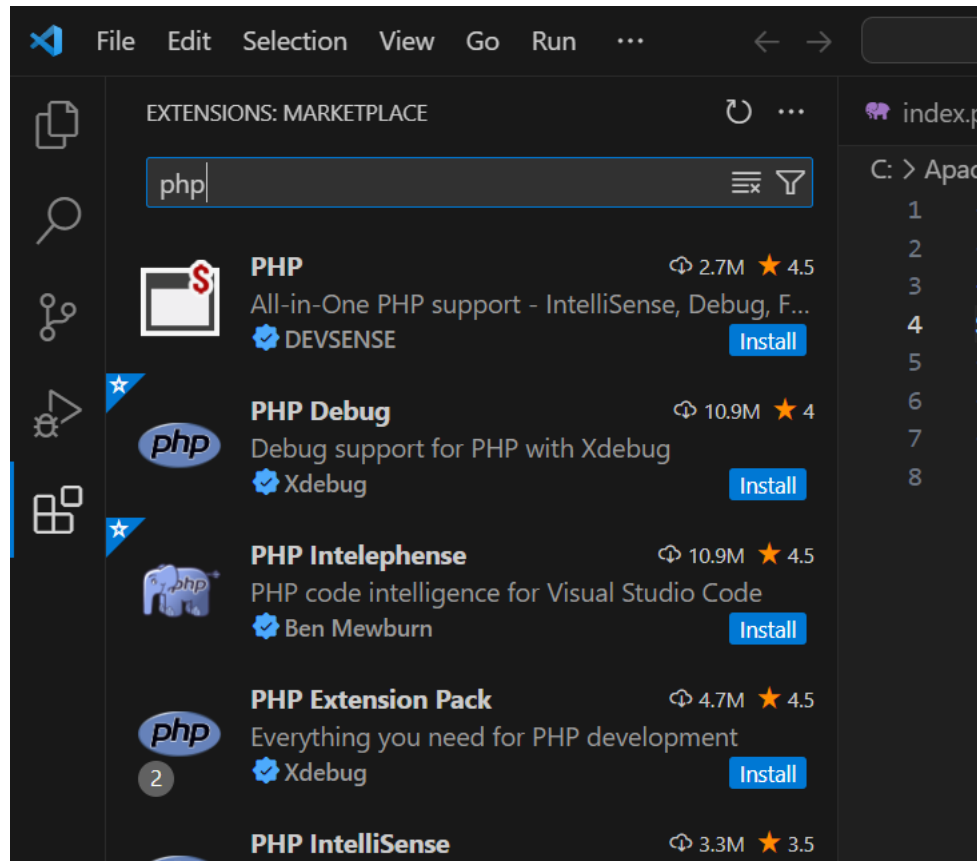 File Edit Selection View Go Run ...
EXTENSIONS: MARKETPLACE
php
PHP 2.7M 4.5
All-in-One PHP support - IntelliSense, Debug, F...
DEVSENSE Install
PHP Debug 10.9M 4
php
Debug support for PHP with Xdebug
Xdebug Install
PHP Intelephense 10.9M 4.5
php
PHP code intelligence for Visual Studio Code
Ben Mewburn Install
PHP Extension Pack 4.7M 4.5
php
Everything you need for PHP development
2
Xdebug Install
PHP IntelliSense 3.3M 3.5
index.p
C: > Apac
1
2
3
4
5
6
7
8